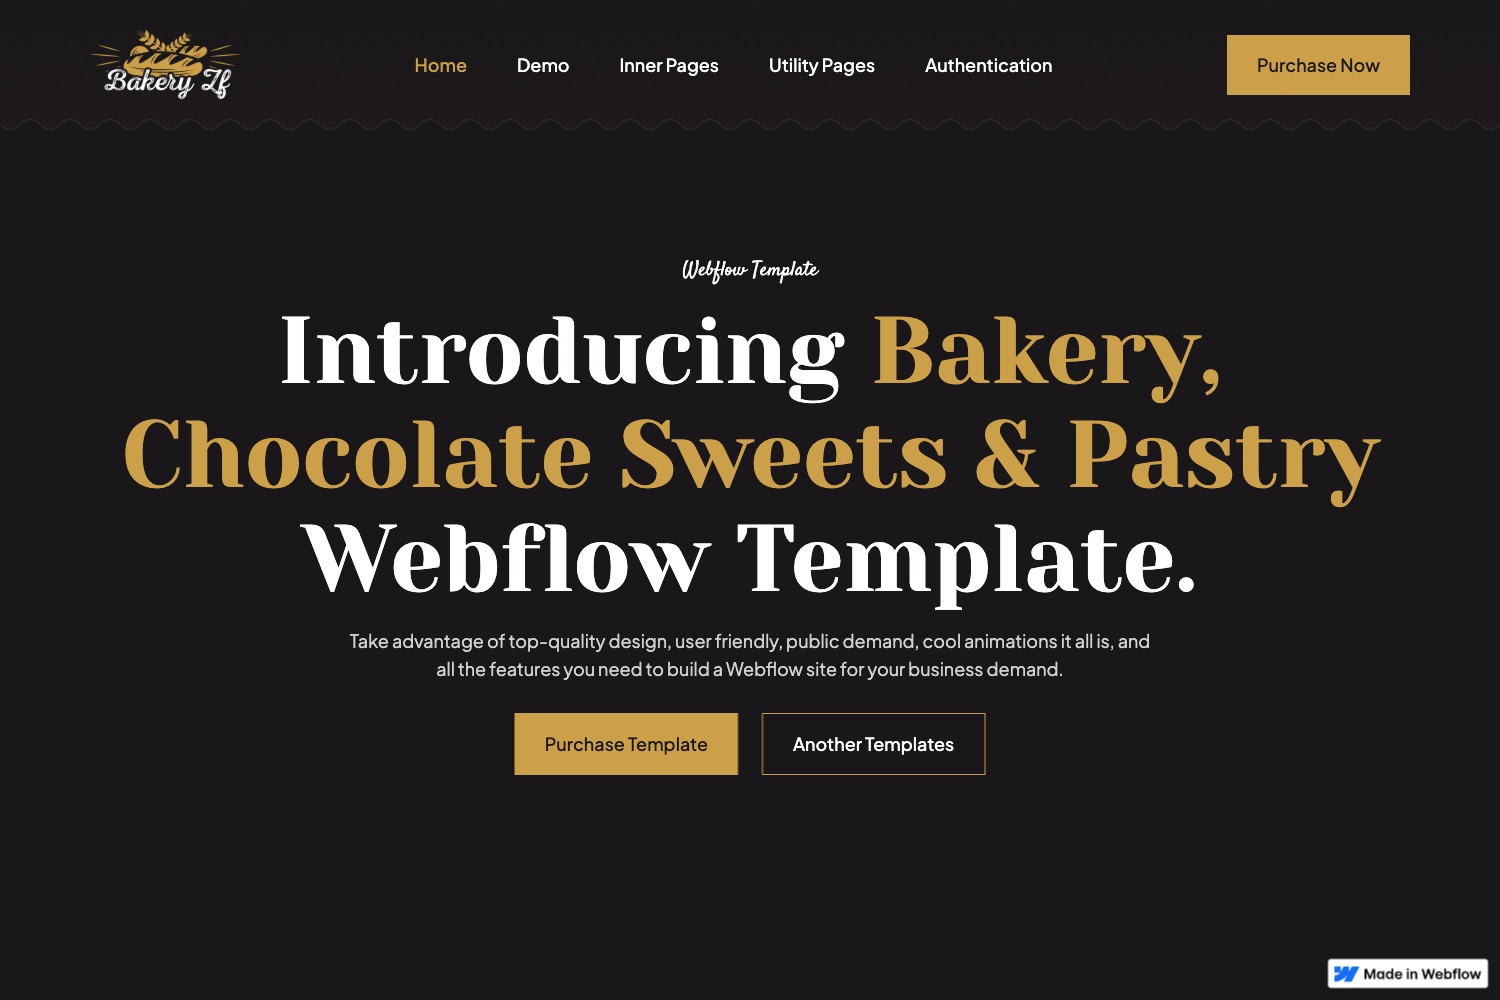 Bakery Zf
Home
Demo
Inner Pages
Utility Pages
Authentication
Purchase Now
Webflow Template
Introducing Bakery,
Chocolate Sweets & Pastry
Webflow Template.
Take advantage of top-quality design, user friendly, public demand, cool animations it all is, and
all the features you need to build a Webflow site for your business demand.
Purchase Template
Another Templates
Made in Webflow